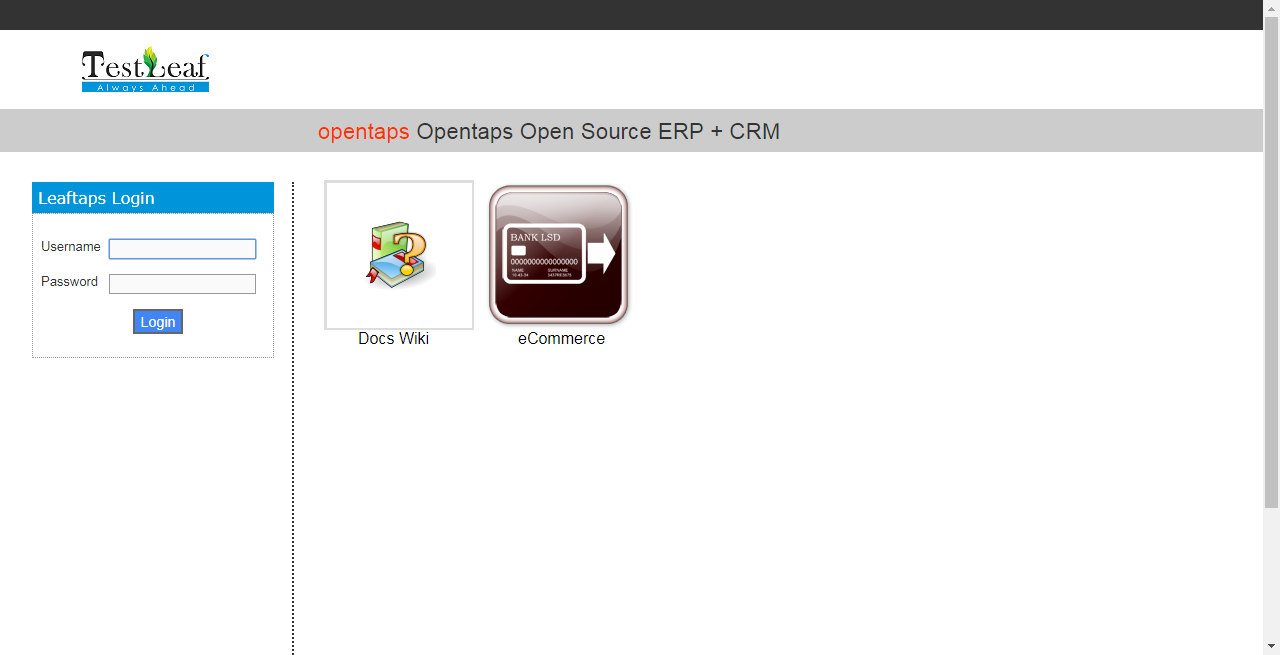 TestLeaf
Always Ahead
opentaps Opentaps Open Source ERP + CRM
Leaftaps Login
Username
Password
Login
BANK LSD
0000000000000000
NAME SURNAME
Docs Wiki
eCommerce